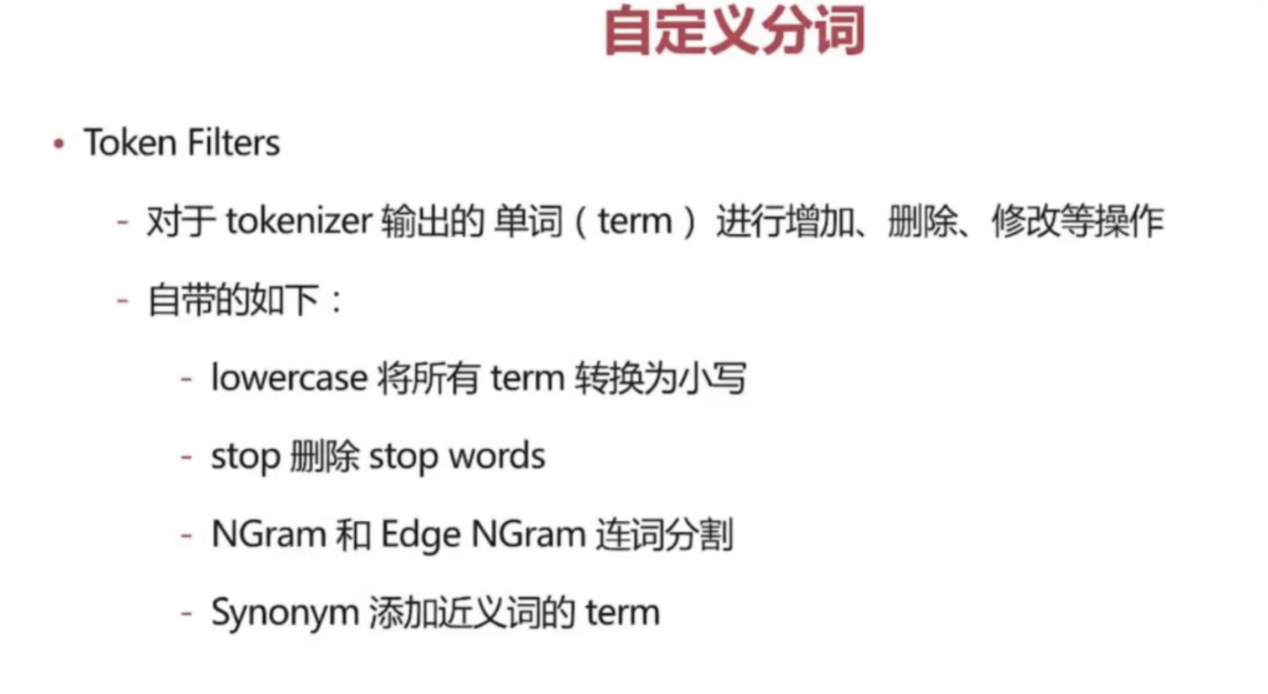 自定义分词
• Token Filters
- 对于 tokenizer 输出的 单词（term） 进行增加、删除、修改等操作
- 自带的如下：
- lowercase 将所有 term 转换为小写
- stop 删除 stop words
- NGram 和 Edge NGram 连词分割
- Synonym 添加近义词的 term